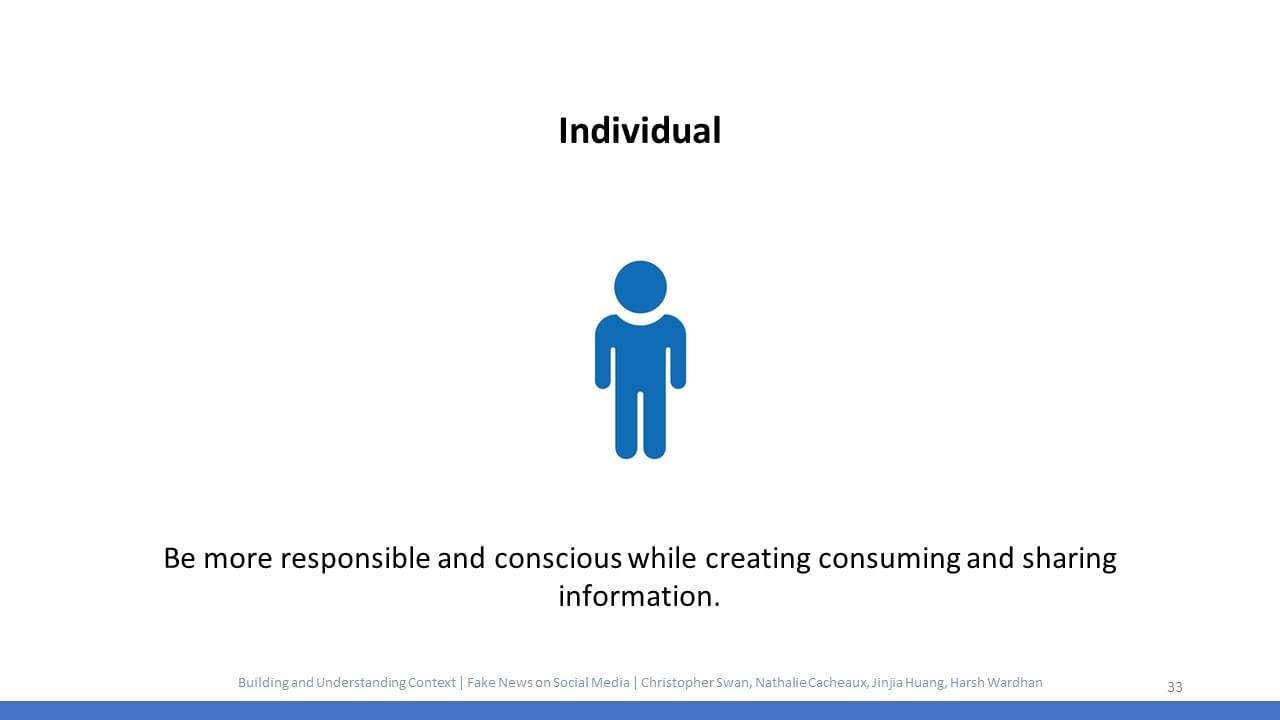 Individual
Be more responsible and conscious while creating consuming and sharing
information.
Building and Understanding Context | Fake News on Social Media | Christopher Swan, Nathalie Cacheaux, Jinjia Huang, Harsh Wardhan
33